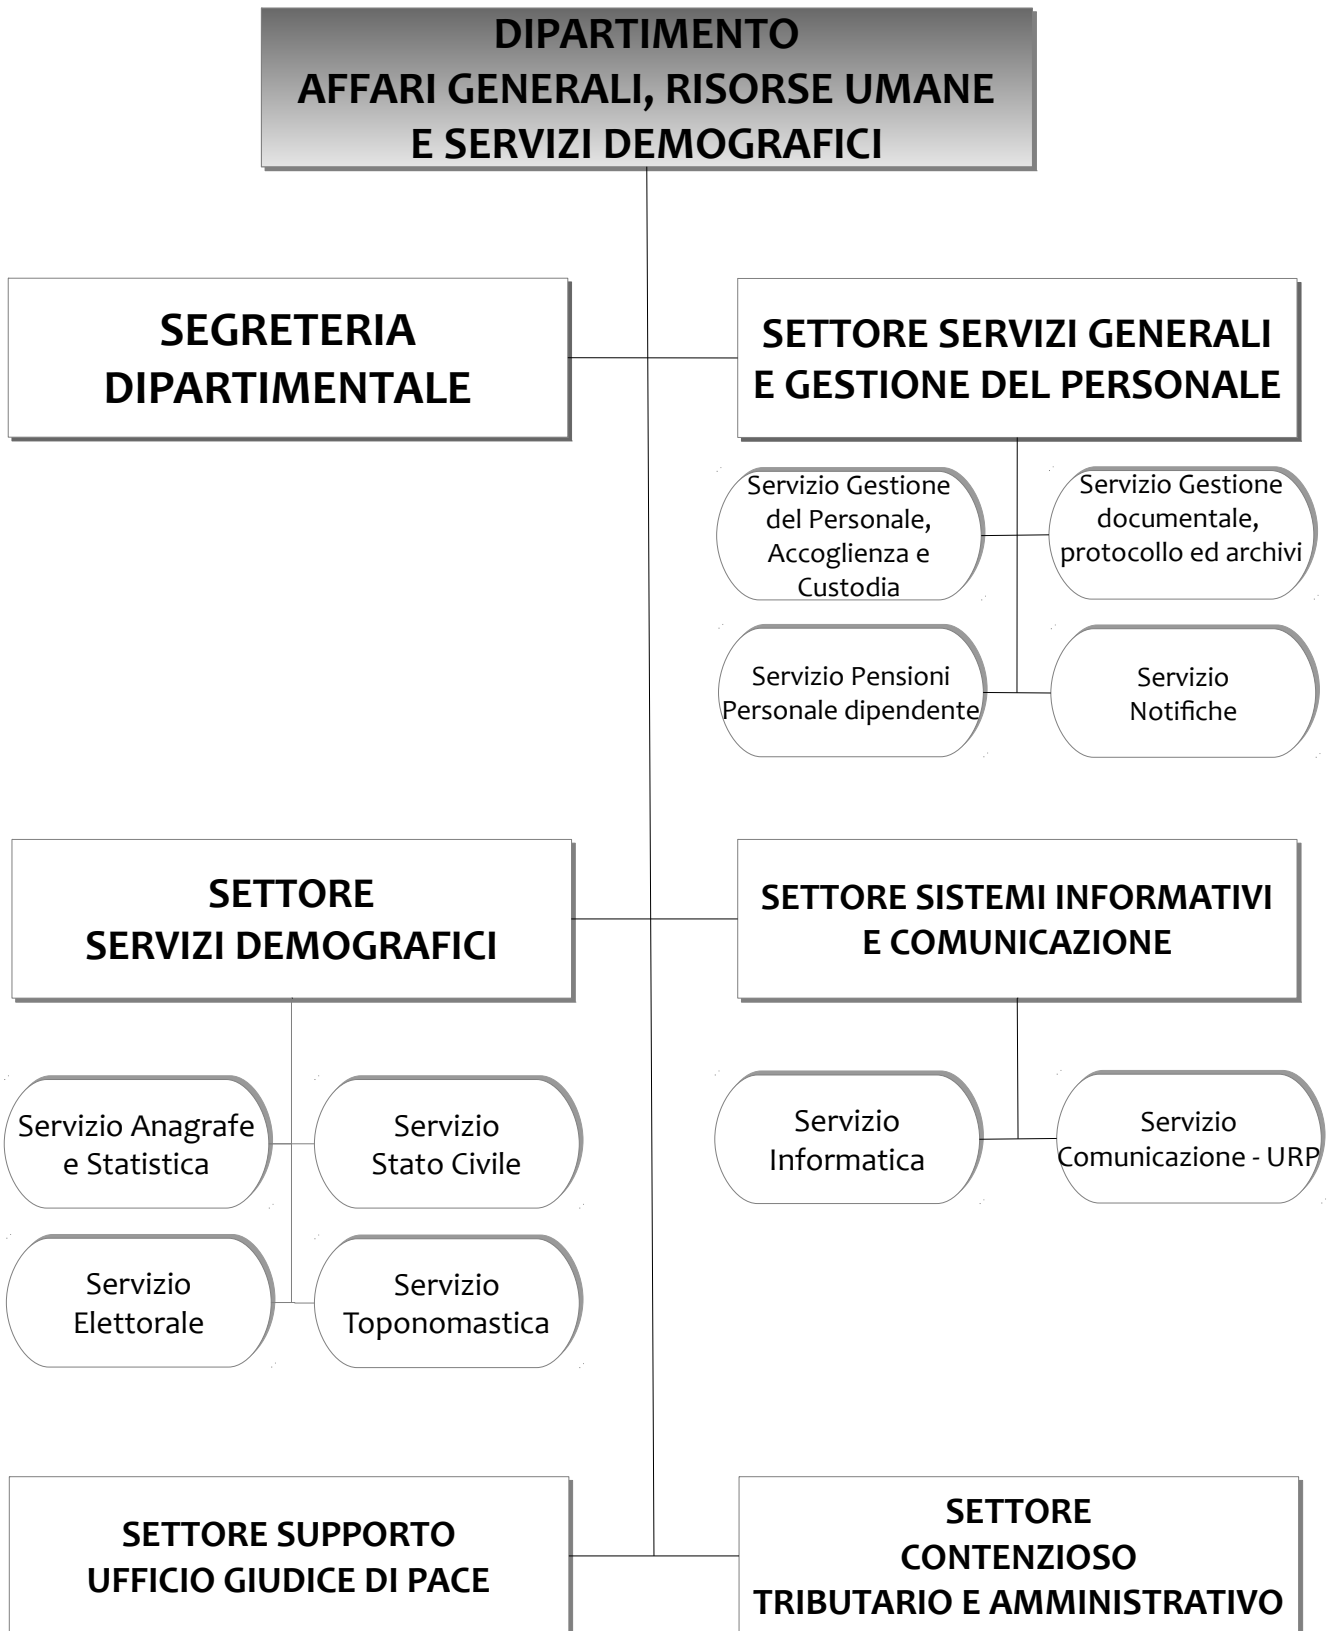 DIPARTIMENTO
AFFARI GENERALI, RISORSE UMANE
E SERVIZI DEMOGRAFICI
SEGRETERIA
DIPARTIMENTALE
SETTORE SERVIZI GENERALI
E GESTIONE DEL PERSONALE
Servizio Gestione
del Personale,
Accoglienza e
Custodia
Servizio Gestione
documentale,
protocollo ed archivi
Servizio Pensioni
Personale dipendente
Servizio
Notifiche
SETTORE
SERVIZI DEMOGRAFICI
SETTORE SISTEMI INFORMATIVI
E COMUNICAZIONE
Servizio Anagrafe
e Statistica
Servizio
Stato Civile
Servizio
Informatica
Servizio
Comunicazione - URP
Servizio
Elettorale
Servizio
Toponomastica
SETTORE SUPPORTO
UFFICIO GIUDICE DI PACE
SETTORE
CONTENZIOSO
TRIBUTARIO E AMMINISTRATIVO